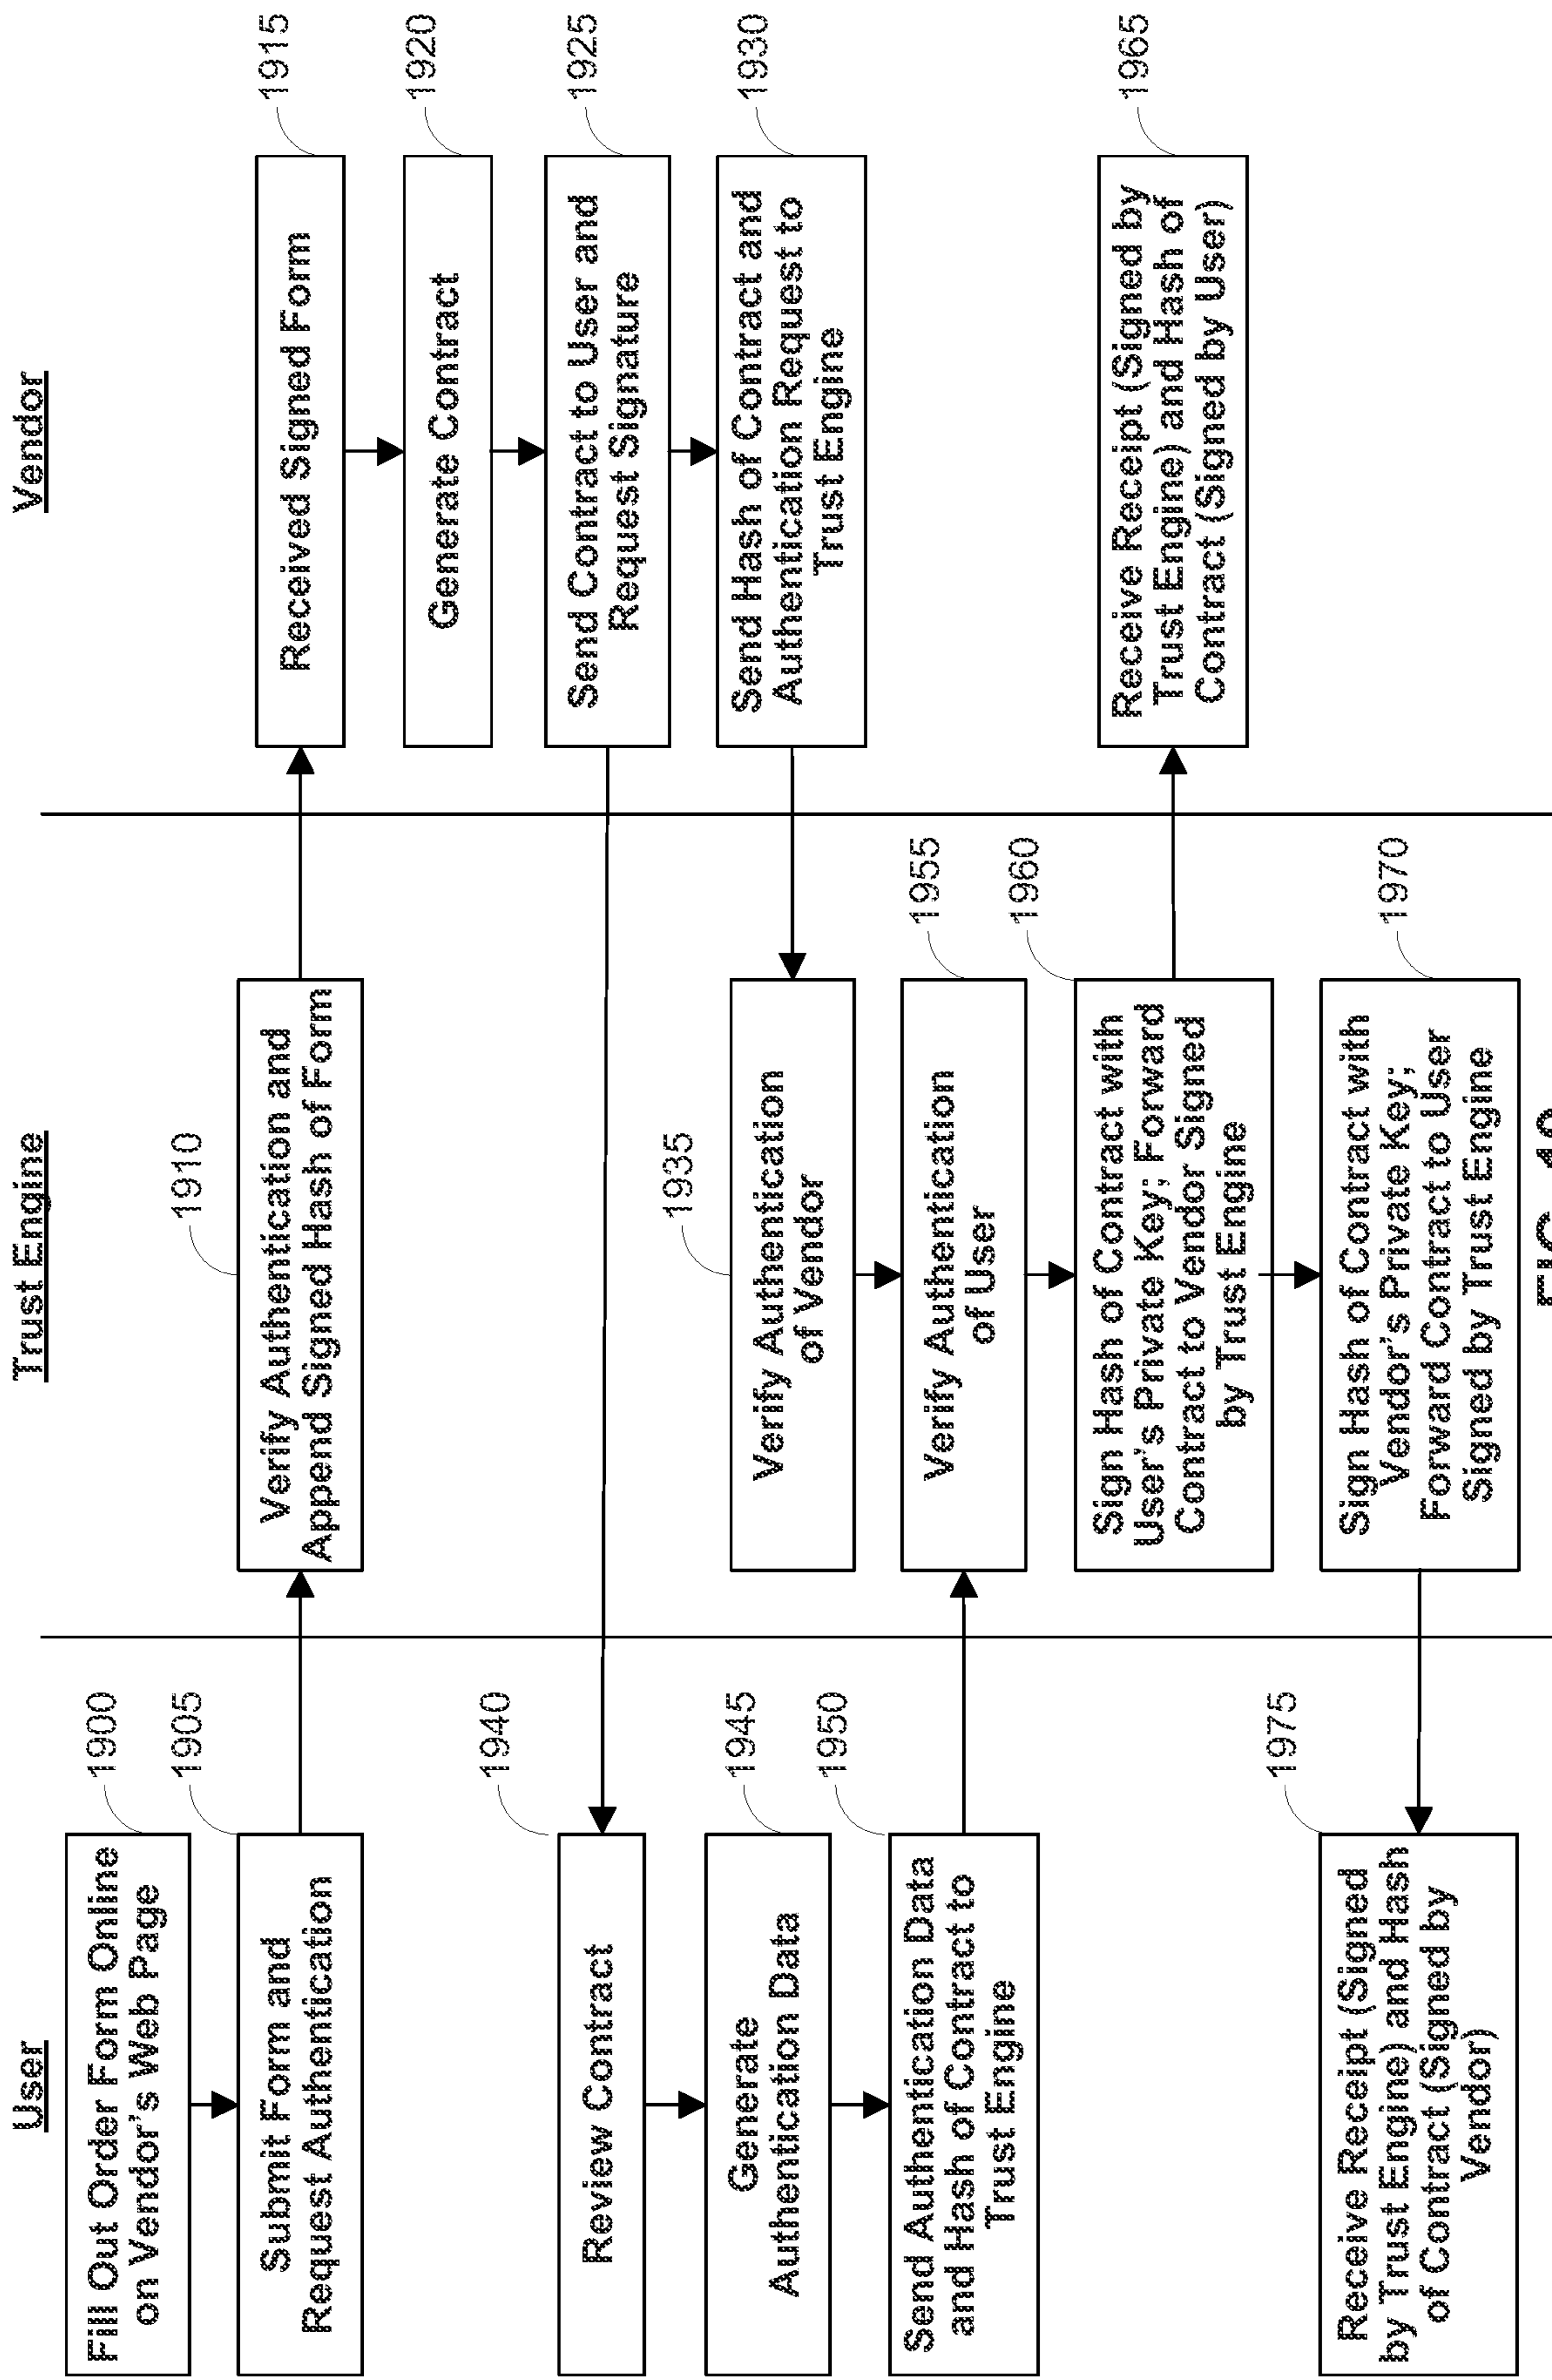 User
Trust Engine
Vendor
Fill Out Order Form Online
on Vendor's Web Page
1900
Submit Form and
Request Authentication
1905
Verify Authentication and
Append Signed Hash of Form
1910
Received Signed Form
1915
Generate Contract
1920
Send Contract to User and
Request Signature
1925
Send Hash of Contract and
Authentication Request to
Trust Engine
1930
Verify Authentication
of Vendor
1935
Review Contract
1940
Generate
Authentication Data
1945
Send Authentication Data
and Hash of Contract to
Trust Engine
1950
Verify Authentication
of User
1955
Sign Hash of Contract with
User's Private Key; Forward
Contract to Vendor Signed
by Trust Engine
1960
Receive Receipt (Signed by
Trust Engine) and Hash of
Contract (Signed by User)
1965
Sign Hash of Contract with
Vendor's Private Key;
Forward Contract to User
Signed by Trust Engine
1970
Receive Receipt (Signed
by Trust Engine) and Hash
of Contract (Signed by
Vendor)
1975